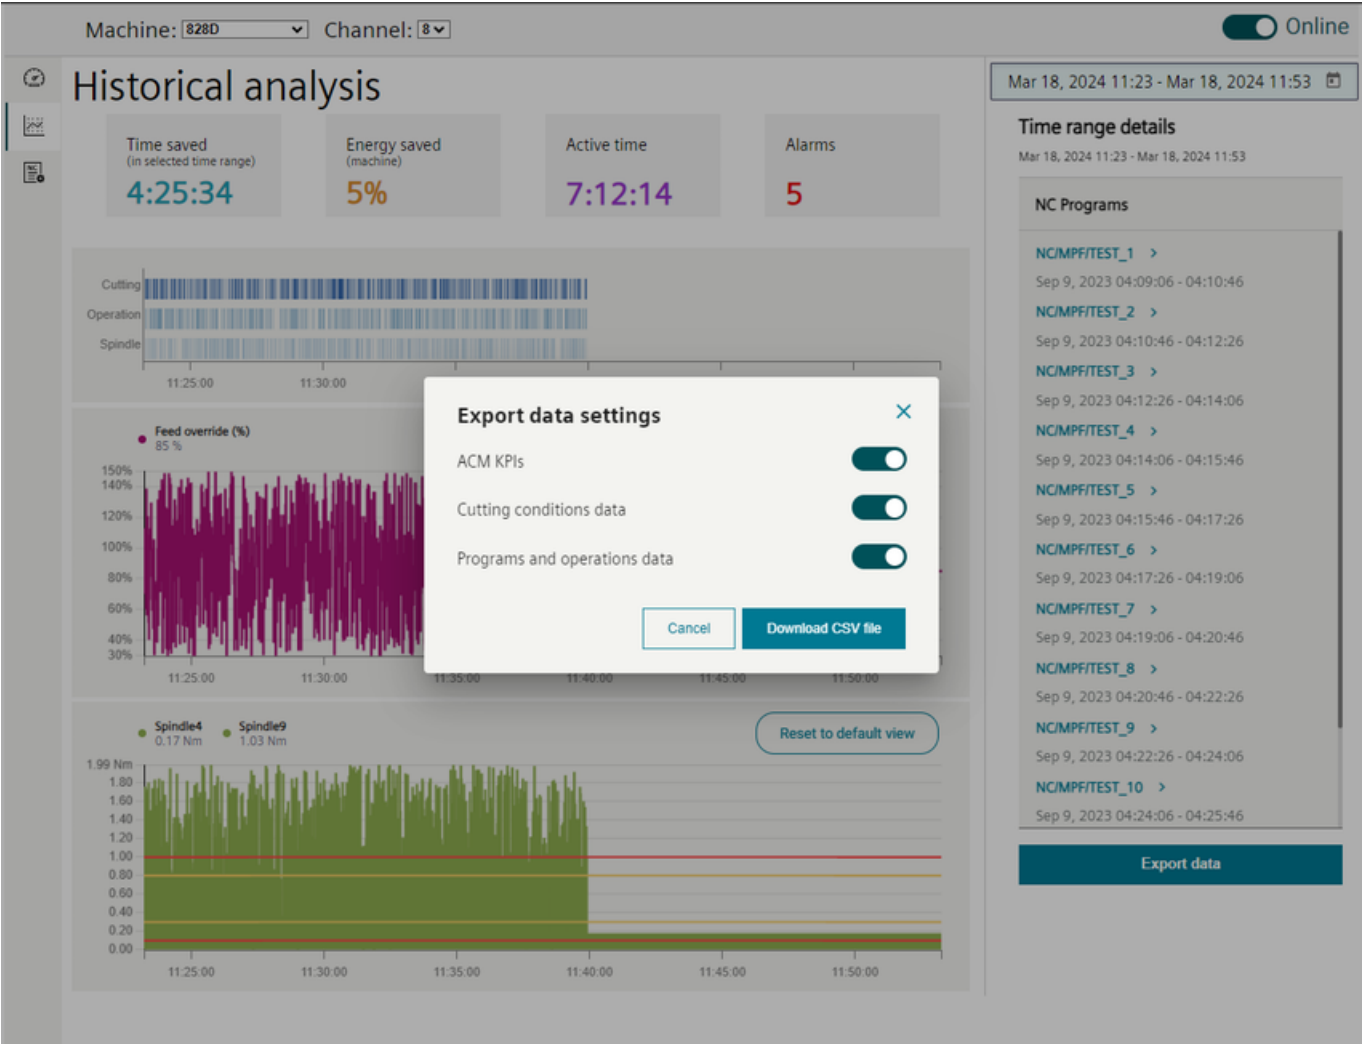 Machine: 828D Channel: 8 Online
Historical analysis
Mar 18, 2024 11:23 - Mar 18, 2024 11:53
Time saved
(in selected time range)
4:25:34
Energy saved
(machine)
5%
Active time
7:12:14
Alarms
5
Cutting
Operation
Spindle
11:25:00 11:30:00
Feed override (%)
85 %
150%
140%
120%
100%
80%
60%
40%
30%
11:25:00 11:30:00 11:35:00 11:40:00 11:45:00 11:50:00
Export data settings
ACM KPIs
Cutting conditions data
Programs and operations data
Cancel Download CSV file
Spindle4 Spindle9
0.17 Nm 1.03 Nm
Reset to default view
1.99 Nm
1.80
1.60
1.40
1.20
1.00
0.80
0.60
0.40
0.20
0.00
11:25:00 11:30:00 11:35:00 11:40:00 11:45:00 11:50:00
Time range details
Mar 18, 2024 11:23 - Mar 18, 2024 11:53
NC Programs
NC/MPF/TEST_1 >
Sep 9, 2023 04:09:06 - 04:10:46
NC/MPF/TEST_2 >
Sep 9, 2023 04:10:46 - 04:12:26
NC/MPF/TEST_3 >
Sep 9, 2023 04:12:26 - 04:14:06
NC/MPF/TEST_4 >
Sep 9, 2023 04:14:06 - 04:15:46
NC/MPF/TEST_5 >
Sep 9, 2023 04:15:46 - 04:17:26
NC/MPF/TEST_6 >
Sep 9, 2023 04:17:26 - 04:19:06
NC/MPF/TEST_7 >
Sep 9, 2023 04:19:06 - 04:20:46
NC/MPF/TEST_8 >
Sep 9, 2023 04:20:46 - 04:22:26
NC/MPF/TEST_9 >
Sep 9, 2023 04:22:26 - 04:24:06
NC/MPF/TEST_10 >
Sep 9, 2023 04:24:06 - 04:25:46
Export data